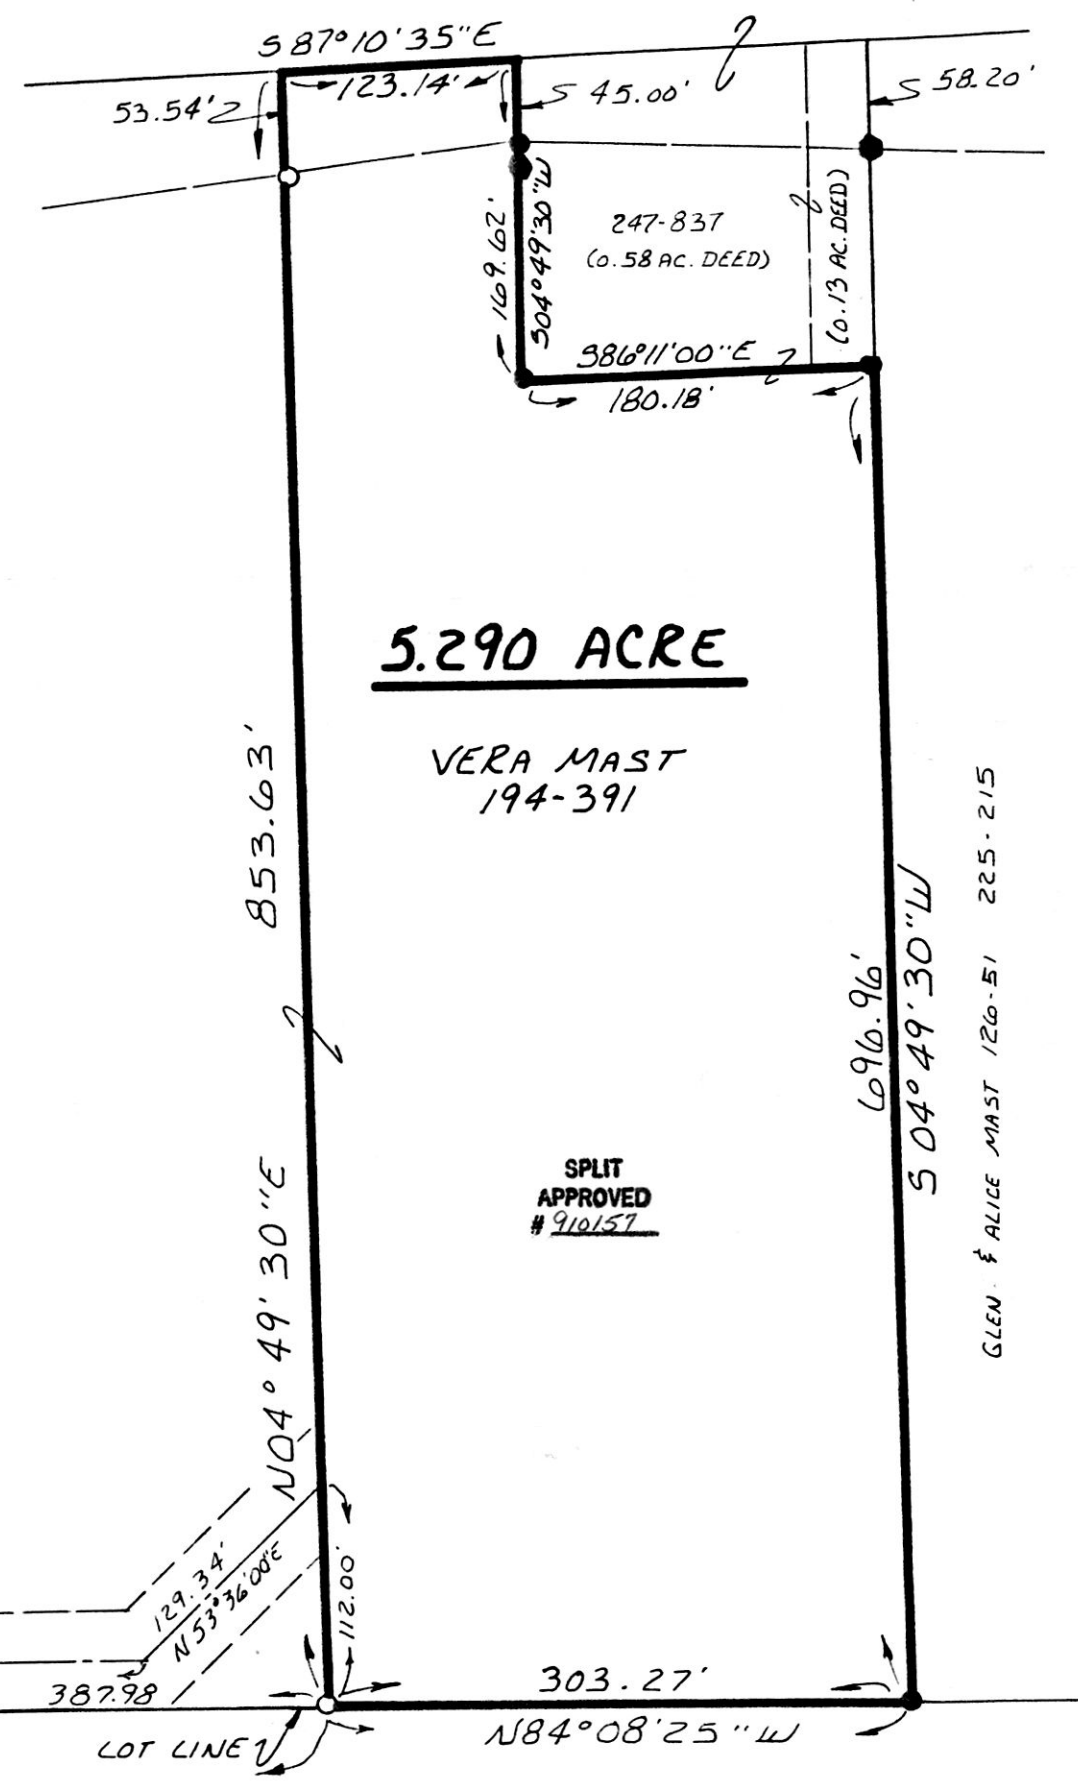 S 87° 10' 35" E
123.14'
53.54'
45.00'
58.20'
169.62'
S04°49'30"W
247-837
(0.58 AC. DEED)
(0.13 AC. DEED)
S86°11'00"E
180.18'
5.290 ACRE
VERA MAST
194-391
853.63'
N04° 49' 30"E
696.96'
S 04° 49' 30"W
GLEN & ALICE MAST 126-51 225-215
SPLIT
APPROVED
# 910157
129.34'
N53°36'00"E
112.00'
387.98
303.27'
N84°08'25"W
LOT LINE